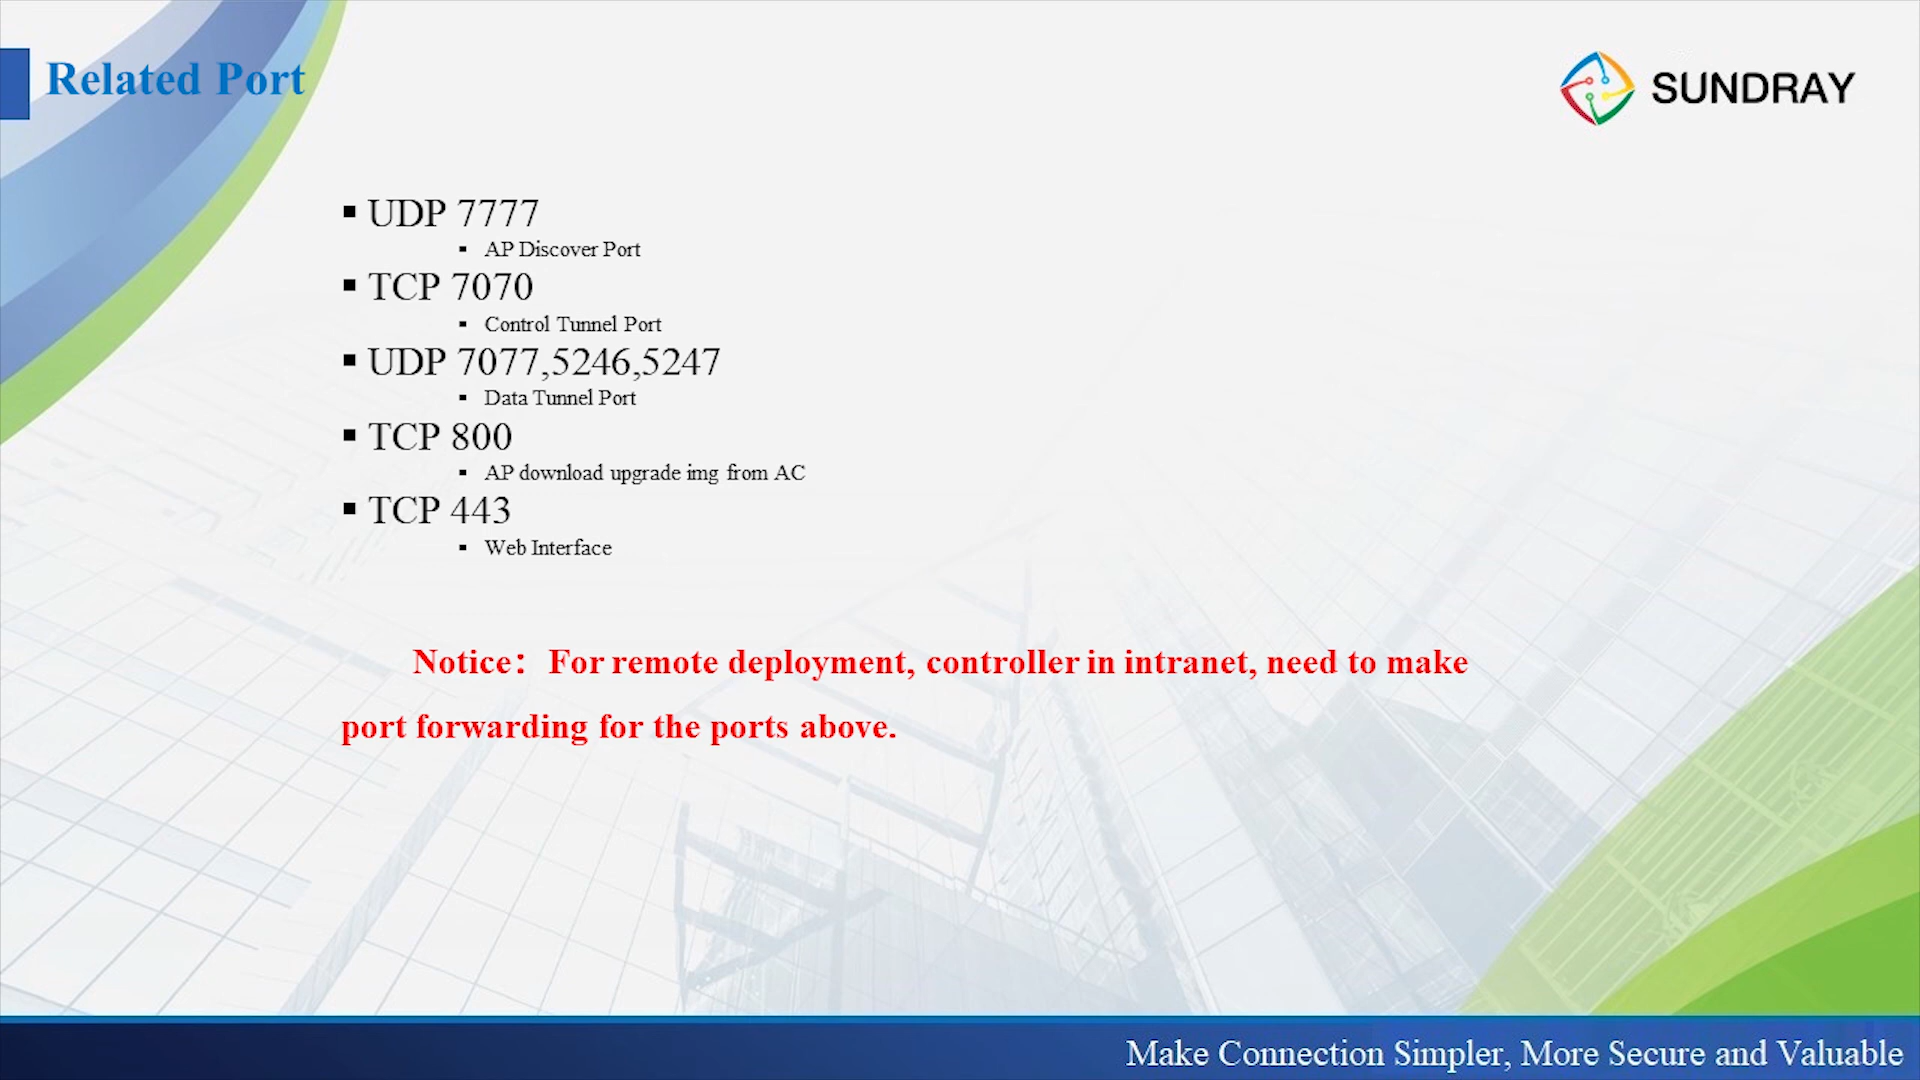 Related Port
SUNDRAY
▪ UDP 7777
▪ AP Discover Port
▪ TCP 7070
▪ Control Tunnel Port
▪ UDP 7077,5246,5247
▪ Data Tunnel Port
▪ TCP 800
▪ AP download upgrade img from AC
▪ TCP 443
▪ Web Interface
Notice：For remote deployment, controller in intranet, need to make
port forwarding for the ports above.
Make Connection Simpler, More Secure and Valuable